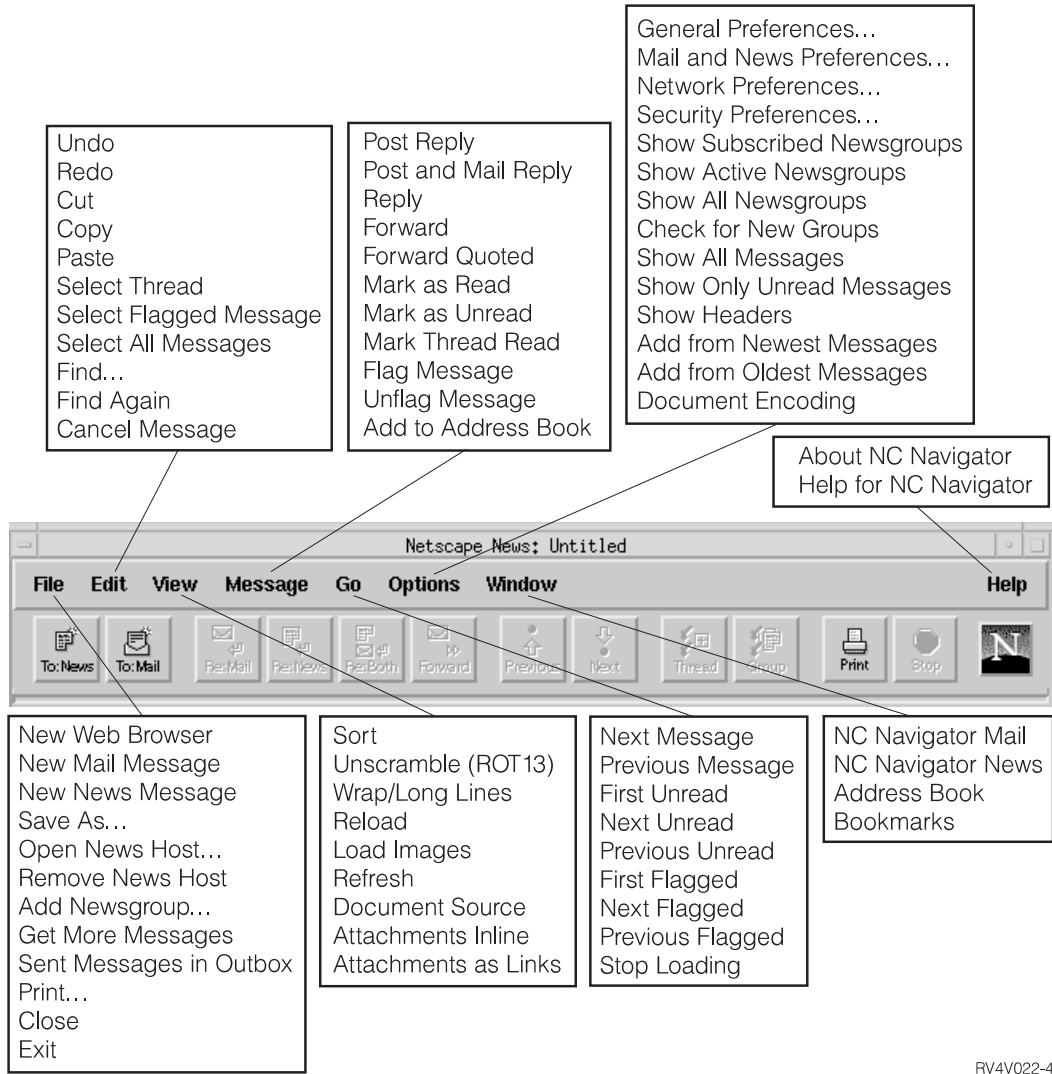 General Preferences...
Mail and News Preferences...
Network Preferences...
Security Preferences...
Show Subscribed Newsgroups
Show Active Newsgroups
Show All Newsgroups
Check for New Groups
Show All Messages
Show Only Unread Messages
Show Headers
Add from Newest Messages
Add from Oldest Messages
Document Encoding
Undo
Redo
Cut
Copy
Paste
Select Thread
Select Flagged Message
Select All Messages
Find...
Find Again
Cancel Message
Post Reply
Post and Mail Reply
Reply
Forward
Forward Quoted
Mark as Read
Mark as Unread
Mark Thread Read
Flag Message
Unflag Message
Add to Address Book
About NC Navigator
Help for NC Navigator
Netscape News: Untitled
File Edit View Message Go Options Window Help
To:News To:Mail Re:Mail Re:News Re:Both Forward Previous Next Thread Group Print Stop N
New Web Browser
New Mail Message
New News Message
Save As...
Open News Host...
Remove News Host
Add Newsgroup...
Get More Messages
Sent Messages in Outbox
Print...
Close
Exit
Sort
Unscramble (ROT13)
Wrap/Long Lines
Reload
Load Images
Refresh
Document Source
Attachments Inline
Attachments as Links
Next Message
Previous Message
First Unread
Next Unread
Previous Unread
First Flagged
Next Flagged
Previous Flagged
Stop Loading
NC Navigator Mail
NC Navigator News
Address Book
Bookmarks
RV4V022-4